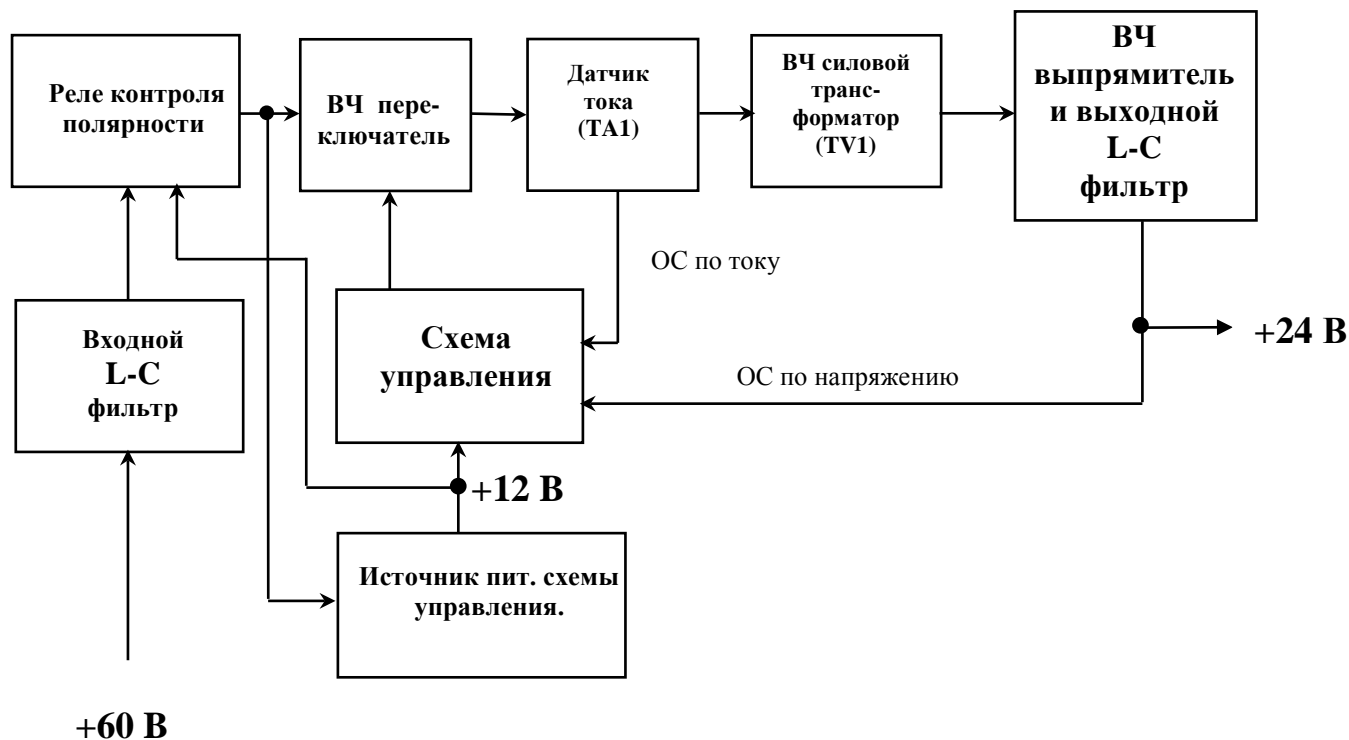 Реле контроля
полярности
ВЧ пере-
ключатель
Датчик
тока
(TA1)
ВЧ силовой
транс-
форматор
(TV1)
ВЧ
выпрямитель
и выходной
L-C
фильтр
ОС по току
Входной
L-C
фильтр
Схема
управления
+24 В
ОС по напряжению
+12 В
Источник пит. схемы
управления.
+60 В